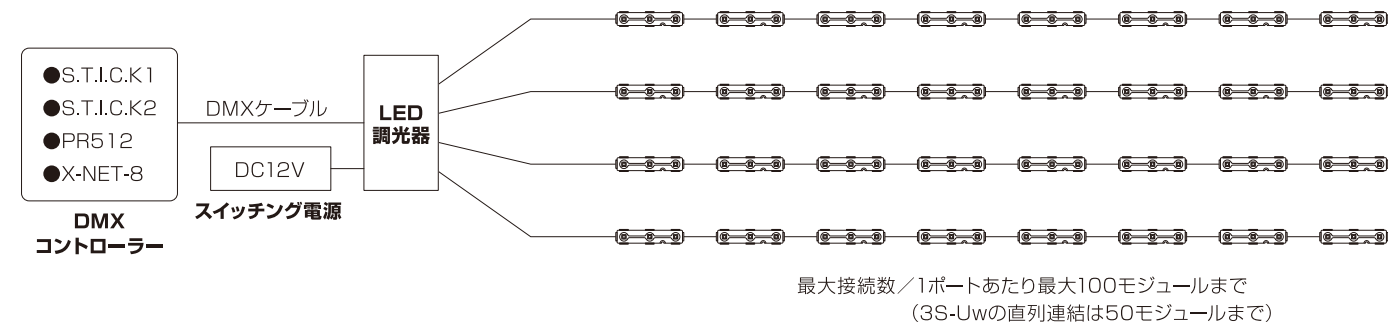 ●S.T.I.C.K1
●S.T.I.C.K2
●PR512
●X-NET-8
DMX
コントローラー
DMXケーブル
DC12V
スイッチング電源
LED
調光器
最大接続数／1ポートあたり最大100モジュールまで
（3S-Uwの直列連結は50モジュールまで）